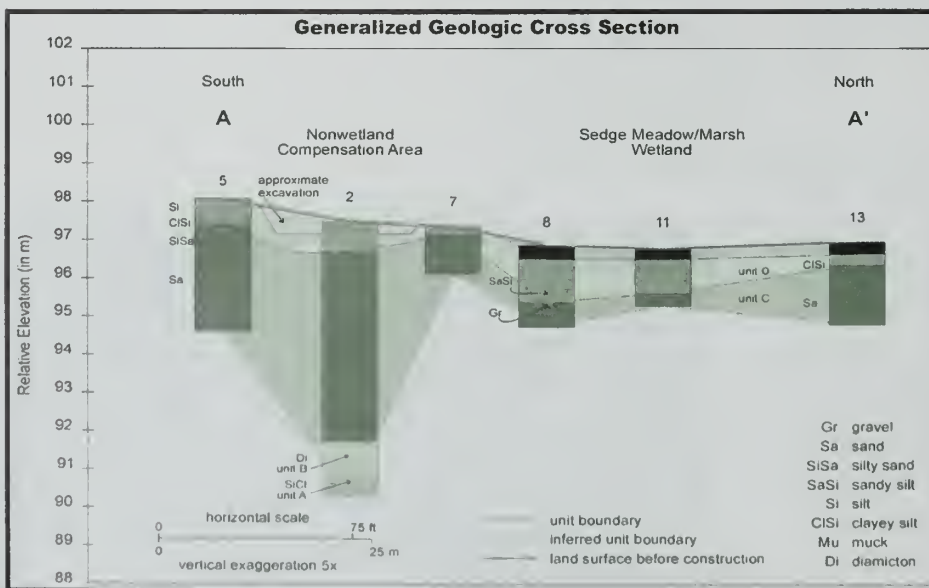 Generalized Geologic Cross Section
102
101
100
99
98
97
96
95
94
93
92
91
90
89
88
Relative Elevation (in m)
South
A
North
A'
Nonwetland
Compensation Area
Sedge Meadow/Marsh
Wetland
approximate
excavation
5
2
7
8
11
13
Si
ClSi
SiSa
Sa
SaSi
Gr
unit O
unit C
ClSi
Sa
Di
unit B
SiCl
unit A
horizontal scale
0
75 ft
0
25 m
vertical exaggeration 5x
unit boundary
inferred unit boundary
land surface before construction
Gr gravel
Sa sand
SiSa silty sand
SaSi sandy silt
Si silt
ClSi clayey silt
Mu muck
Di diamicton